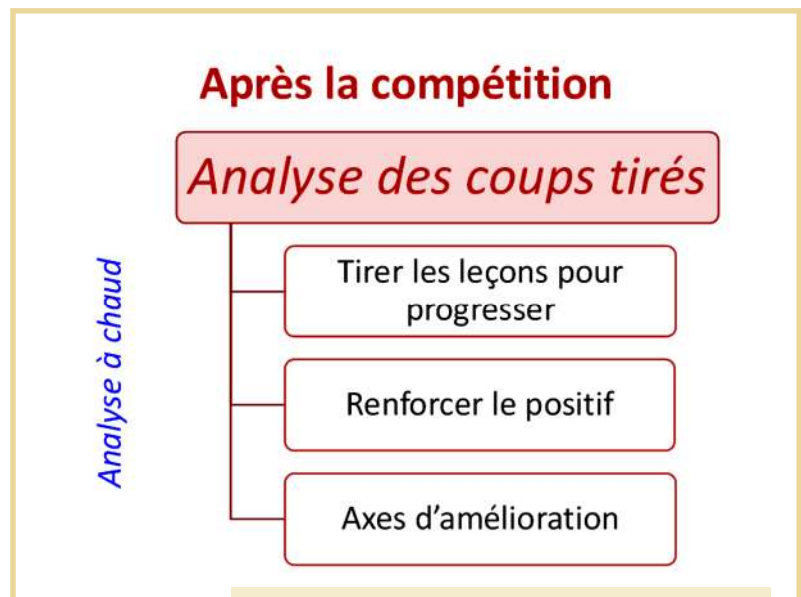 Après la compétition
Analyse des coups tirés
Analyse à chaud
Tirer les leçons pour
progresser
Renforcer le positif
Axes d’amélioration